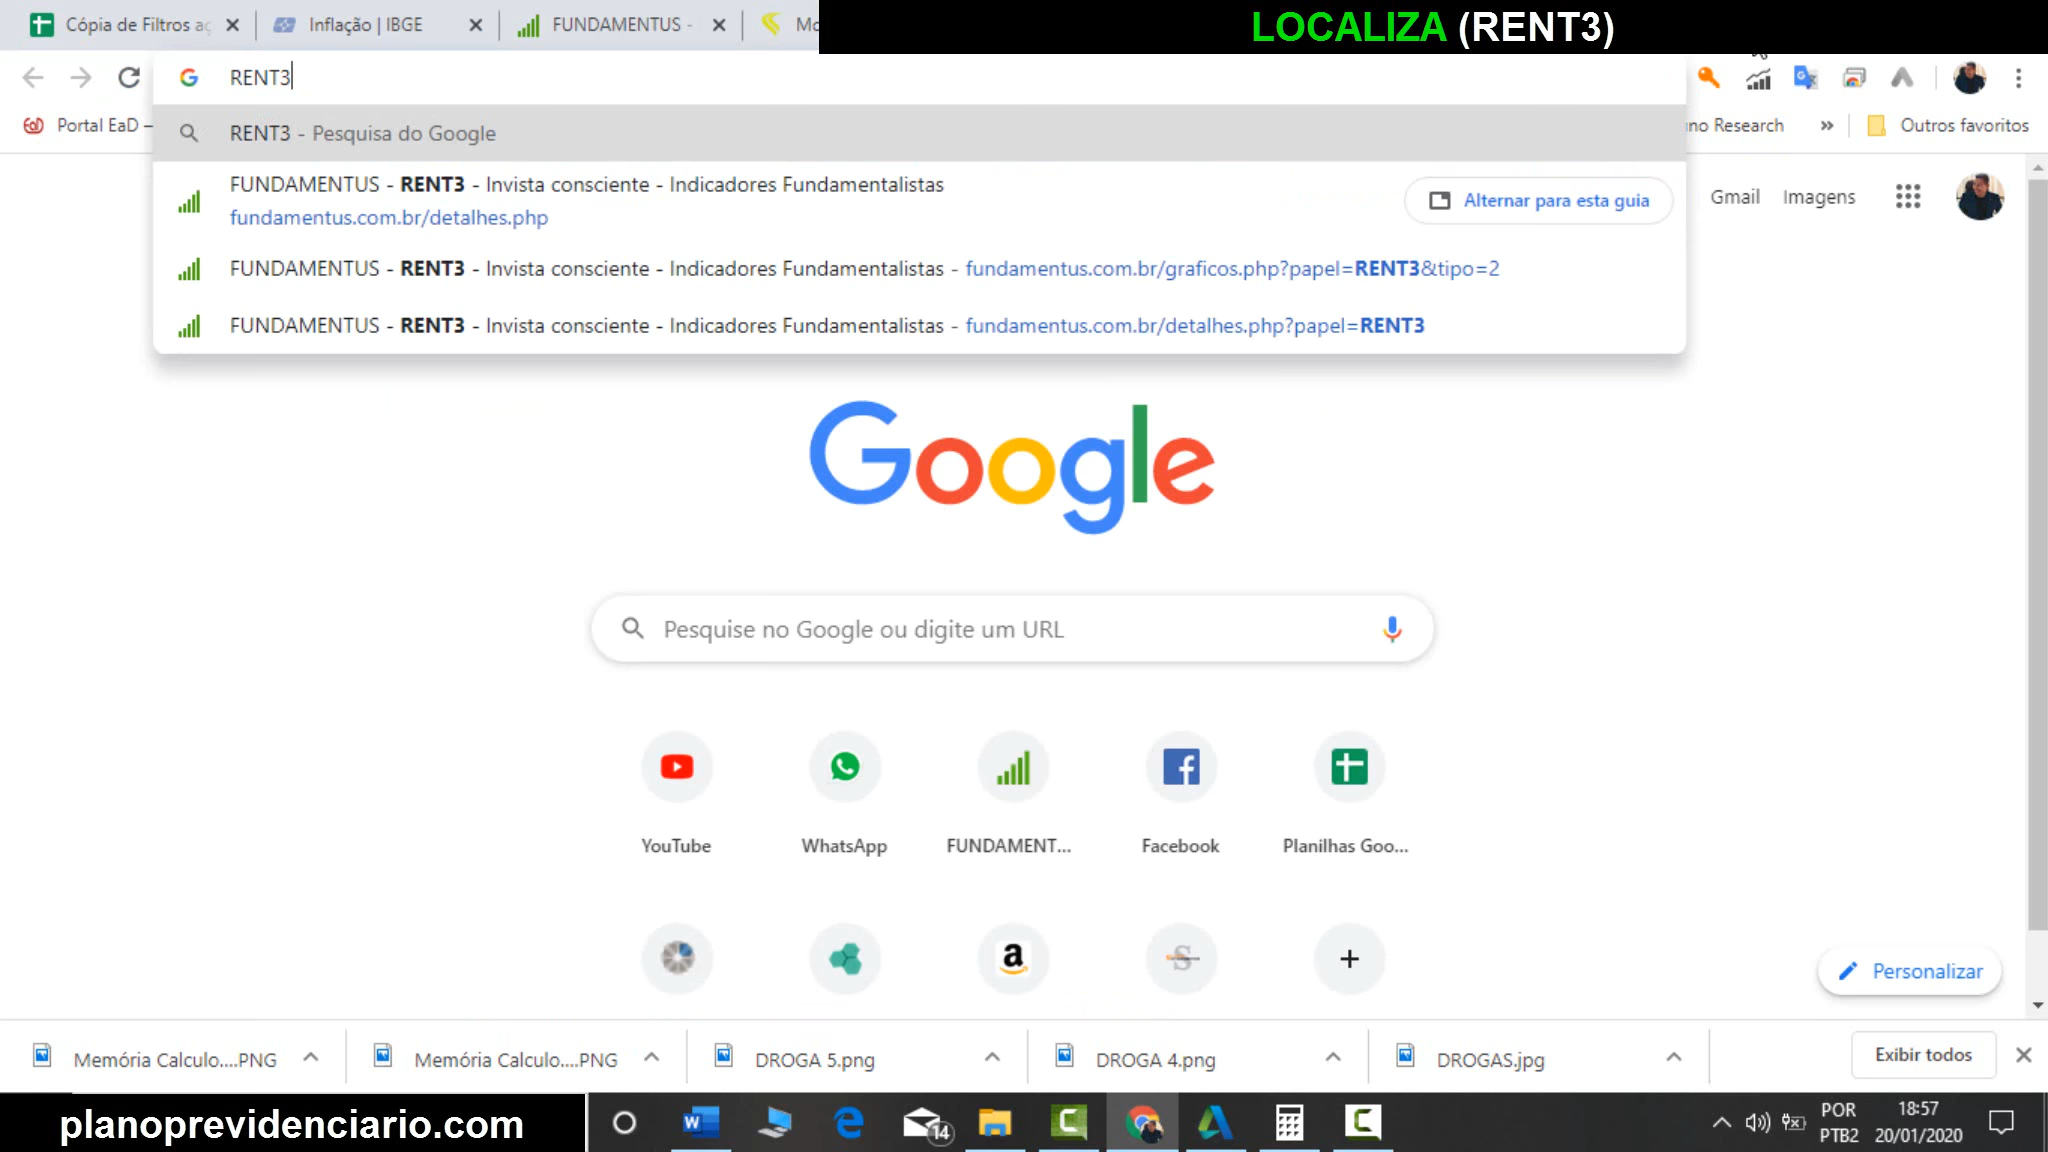 Cópia de Filtros aç
Inflação | IBGE
FUNDAMENTUS -
Mo
LOCALIZA (RENT3)
RENT3
Portal EaD –
RENT3 - Pesquisa do Google
no Research
Outros favoritos
FUNDAMENTUS - RENT3 - Invista consciente - Indicadores Fundamentalistas
fundamentus.com.br/detalhes.php
Alternar para esta guia
Gmail
Imagens
FUNDAMENTUS - RENT3 - Invista consciente - Indicadores Fundamentalistas - fundamentus.com.br/graficos.php?papel=RENT3&tipo=2
FUNDAMENTUS - RENT3 - Invista consciente - Indicadores Fundamentalistas - fundamentus.com.br/detalhes.php?papel=RENT3
Google
Pesquise no Google ou digite um URL
YouTube
WhatsApp
FUNDAMENT...
Facebook
Planilhas Goo...
Personalizar
Memória Calculo....PNG
Memória Calculo....PNG
DROGA 5.png
DROGA 4.png
DROGAS.jpg
Exibir todos
planoprevidenciario.com
14
POR
PTB2
18:57
20/01/2020